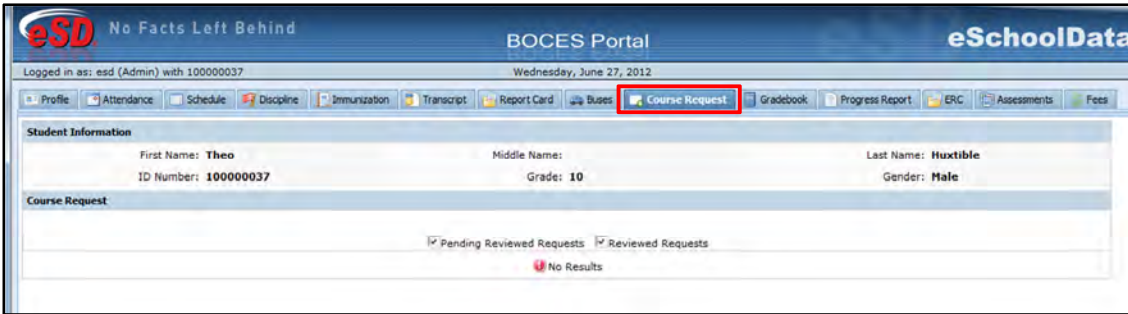 eSD No Facts Left Behind BOCES Portal eSchoolData
Logged in as: esd (Admin) with 100000037 Wednesday, June 27, 2012
Profile Attendance Schedule Discipline Immunization Transcript Report Card Buses Course Request Gradebook Progress Report ERC Assessments Fees
Student Information
First Name: Theo Middle Name: Last Name: Huxtible
ID Number: 100000037 Grade: 10 Gender: Male
Course Request
Pending Reviewed Requests Reviewed Requests
No Results